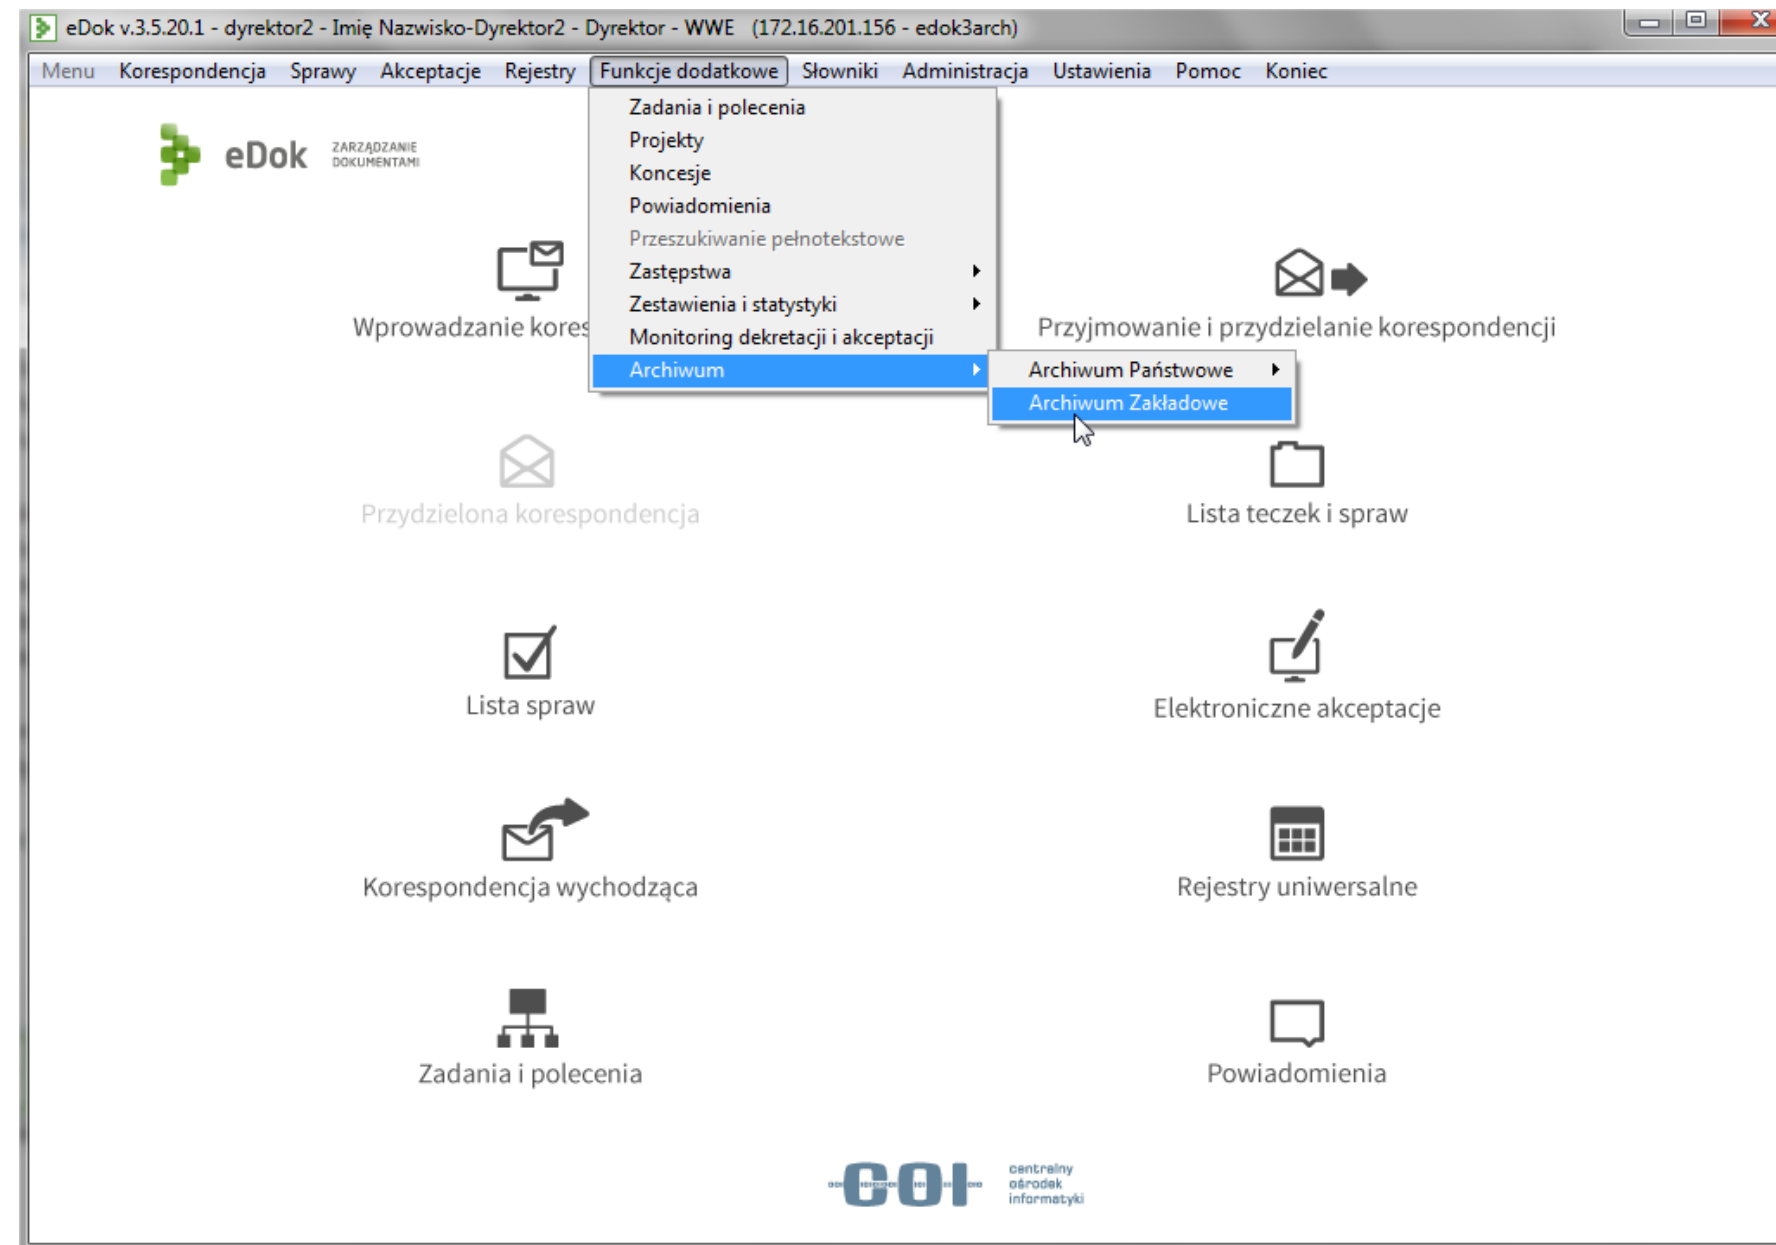 eDok v.3.5.20.1 - dyrektor2 - Imię Nazwisko-Dyrektor2 - Dyrektor - WWE (172.16.201.156 - edok3arch)
Menu Korespondencja Sprawy Akceptacje Rejestry Funkcje dodatkowe Słowniki Administracja Ustawienia Pomoc Koniec
eDok ZARZĄDZANIE
DOKUMENTAMI
Zadania i polecenia
Projekty
Koncesje
Powiadomienia
Przeszukiwanie pełnotekstowe
Zastępstwa
Zestawienia i statystyki
Monitoring dekretacji i akceptacji
Archiwum
Archiwum Państwowe
Archiwum Zakładowe
Wprowadzanie kores
Przyjmowanie i przydzielanie korespondencji
Przydzielona korespondencja
Lista teczek i spraw
Lista spraw
Elektroniczne akceptacje
Korespondencja wychodząca
Rejestry uniwersalne
Zadania i polecenia
Powiadomienia
COI centralny
ośrodek
informatyki